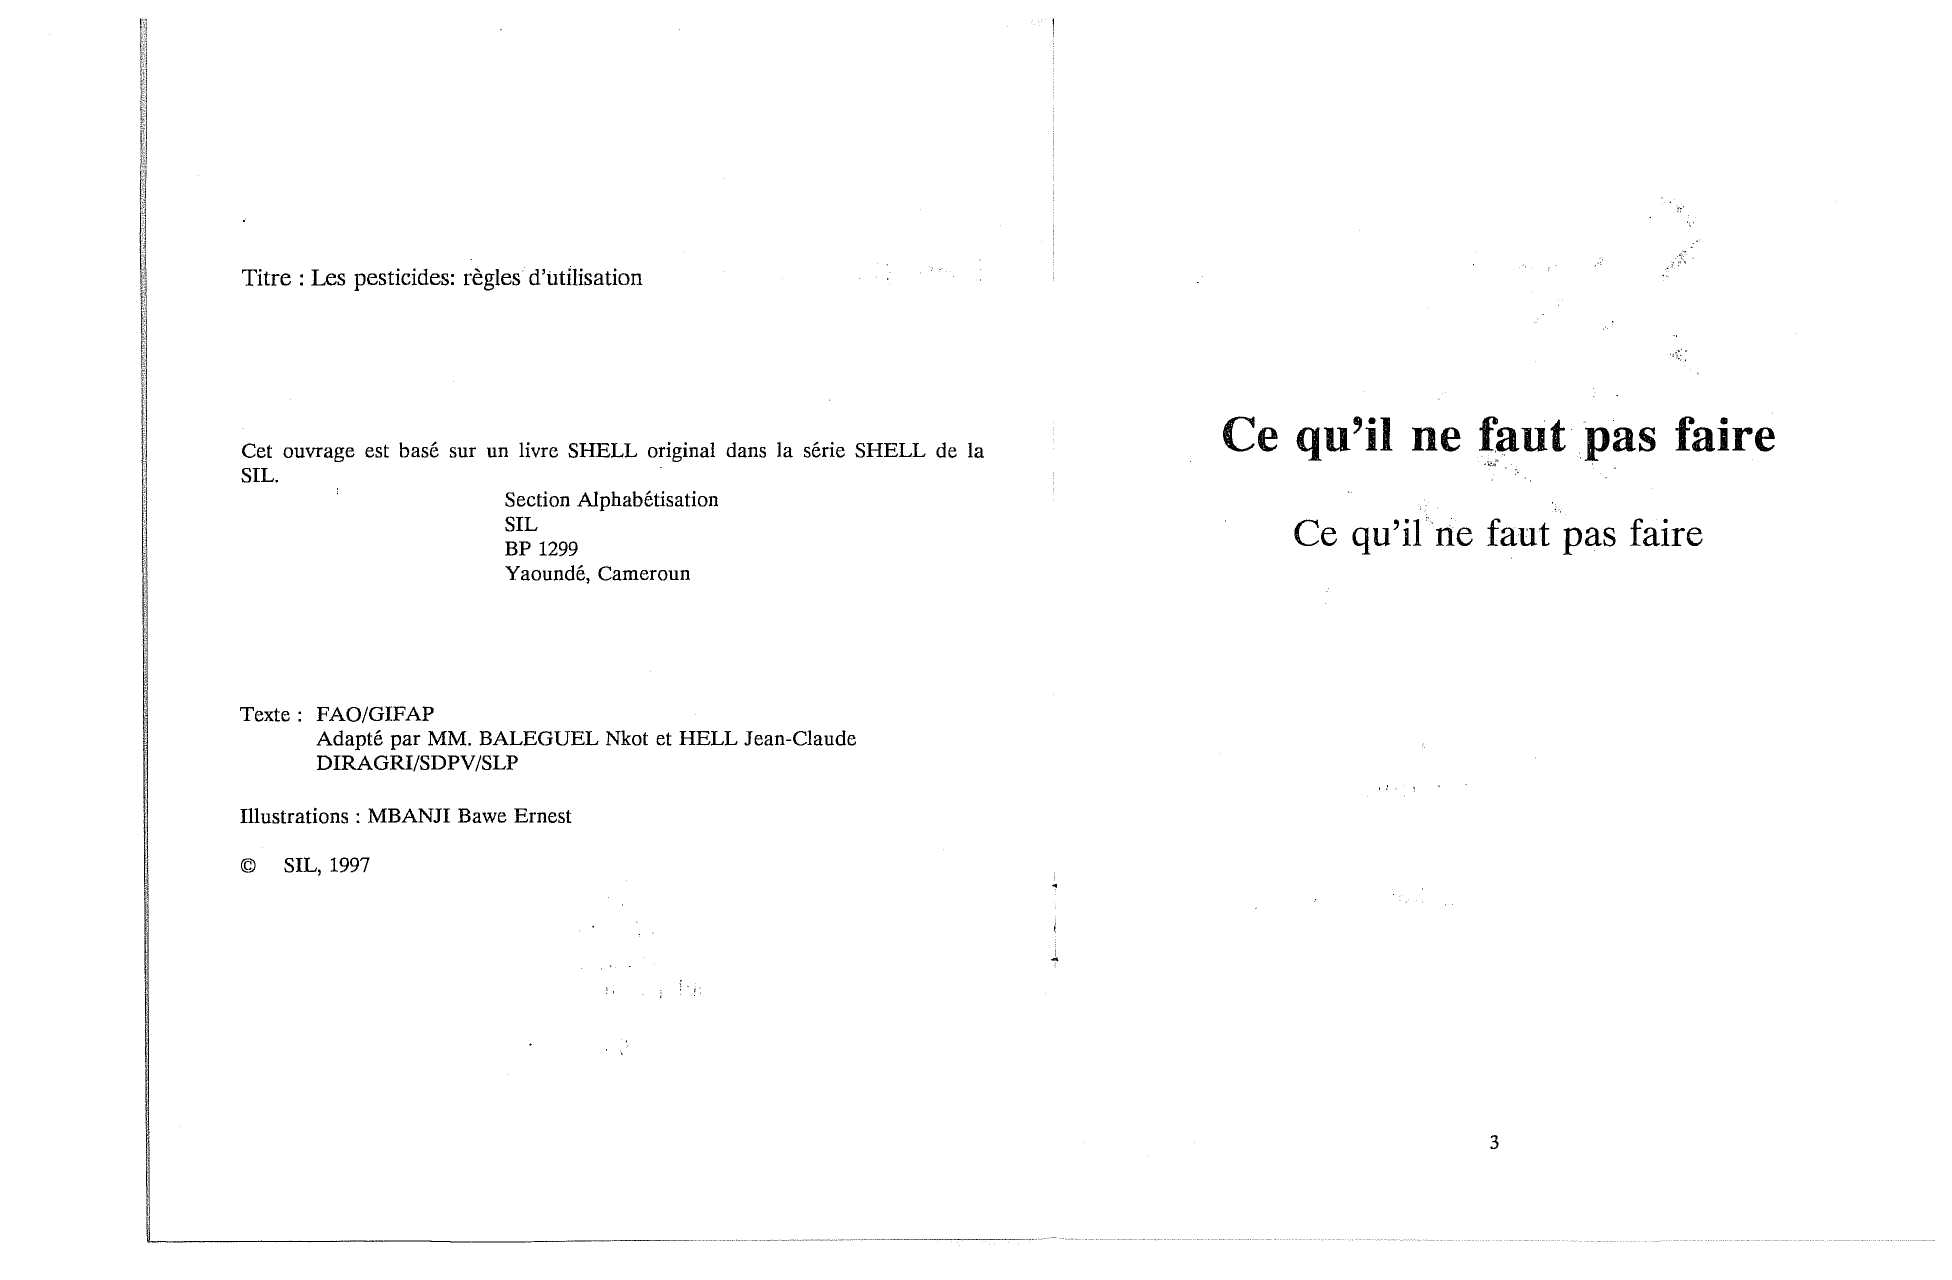 Titre : Les pesticides: règles d'utilisation
Cet ouvrage est basé sur un livre SHELL original dans la série SHELL de la
SIL.
Section Alphabétisation
SIL
BP 1299
Yaoundé, Cameroun
Texte : FAO/GIFAP
Adapté par MM. BALEGUEL Nkot et HELL Jean-Claude
DIRAGRI/SDPV/SLP
Illustrations : MBANJI Bawe Ernest
© SIL, 1997
Ce qu'il ne faut pas faire
Ce qu'il ne faut pas faire
3